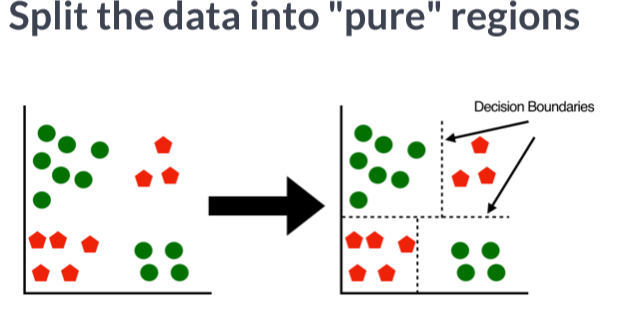 Split the data into "pure" regions
Decision Boundaries